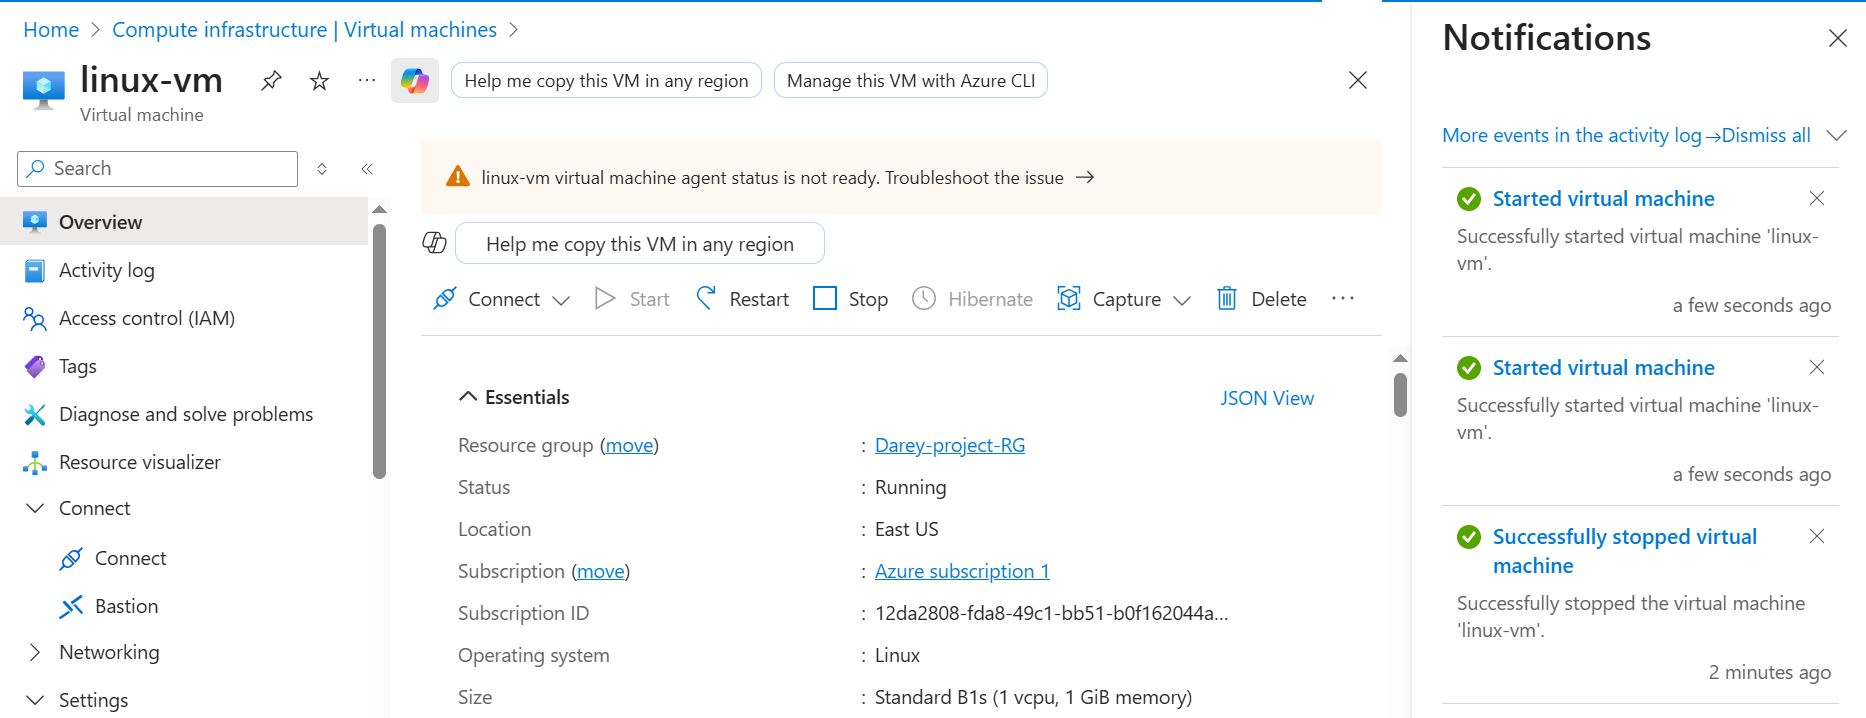 Home > Compute infrastructure | Virtual machines >
linux-vm
Virtual machine
Help me copy this VM in any region
Manage this VM with Azure CLI
Search
Overview
Activity log
Access control (IAM)
Tags
Diagnose and solve problems
Resource visualizer
Connect
Connect
Bastion
Networking
Settings
linux-vm virtual machine agent status is not ready. Troubleshoot the issue →
Help me copy this VM in any region
Connect Start Restart Stop Hibernate Capture Delete ...
Essentials JSON View
Resource group (move) : Darey-project-RG
Status : Running
Location : East US
Subscription (move) : Azure subscription 1
Subscription ID : 12da2808-fda8-49c1-bb51-b0f162044a...
Operating system : Linux
Size : Standard B1s (1 vcpu, 1 GiB memory)
Notifications
More events in the activity log → Dismiss all
Started virtual machine
Successfully started virtual machine 'linux-
vm'.
a few seconds ago
Started virtual machine
Successfully started virtual machine 'linux-
vm'.
a few seconds ago
Successfully stopped virtual
machine
Successfully stopped the virtual machine
'linux-vm'.
2 minutes ago